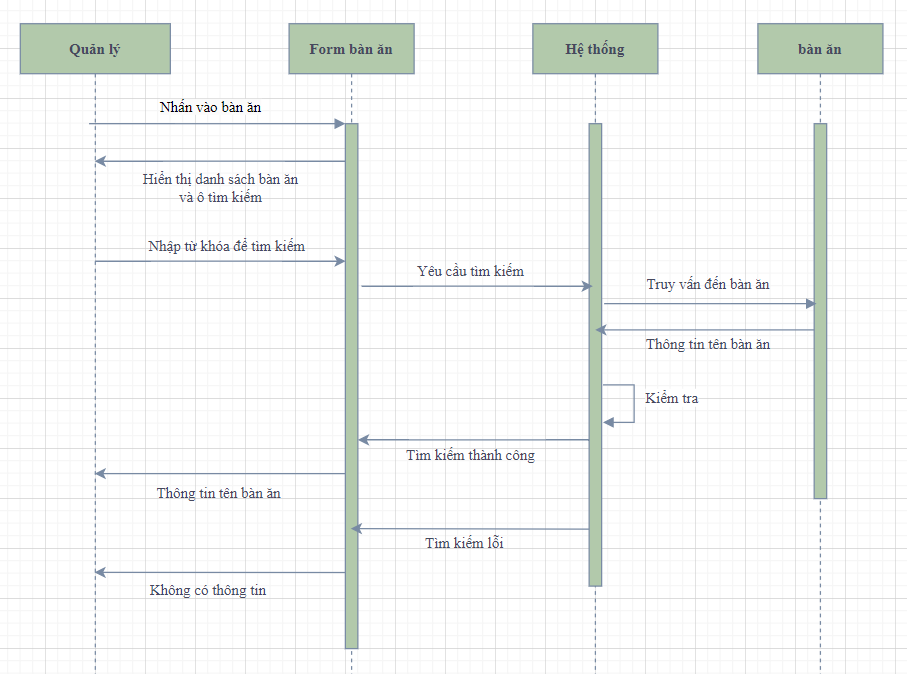 Quản lý
Form bàn ăn
Hệ thống
bàn ăn
Nhấn vào bàn ăn
Hiển thị danh sách bàn ăn
và ô tìm kiếm
Nhập từ khóa để tìm kiếm
Yêu cầu tìm kiếm
Truy vấn đến bàn ăn
Thông tin tên bàn ăn
Kiểm tra
Tìm kiếm thành công
Thông tin tên bàn ăn
Tìm kiếm lỗi
Không có thông tin